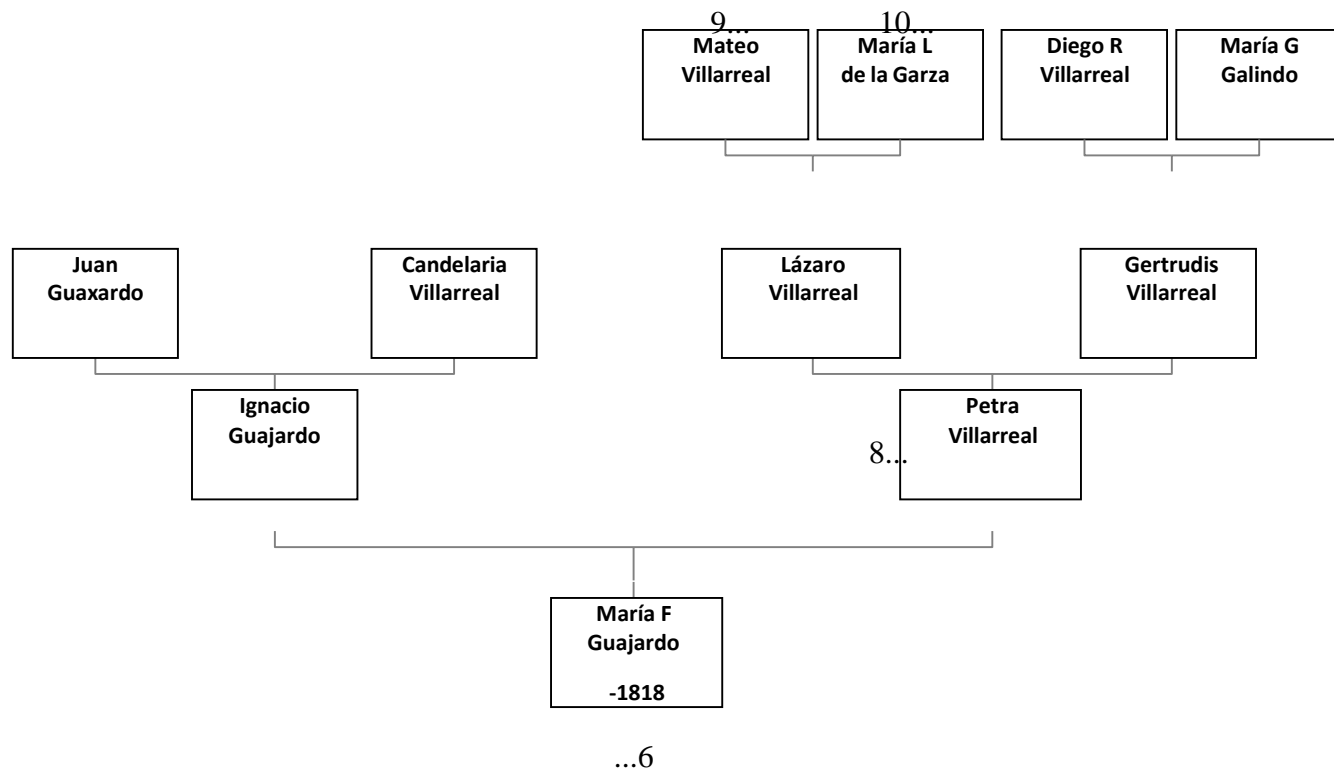 9...
10...
Mateo
Villarreal
María L
de la Garza
Diego R
Villarreal
María G
Galindo
Juan
Guaxardo
Candelaria
Villarreal
Lázaro
Villarreal
Gertrudis
Villarreal
Ignacio
Guajardo
Petra
Villarreal
8...
María F
Guajardo
-1818
...6